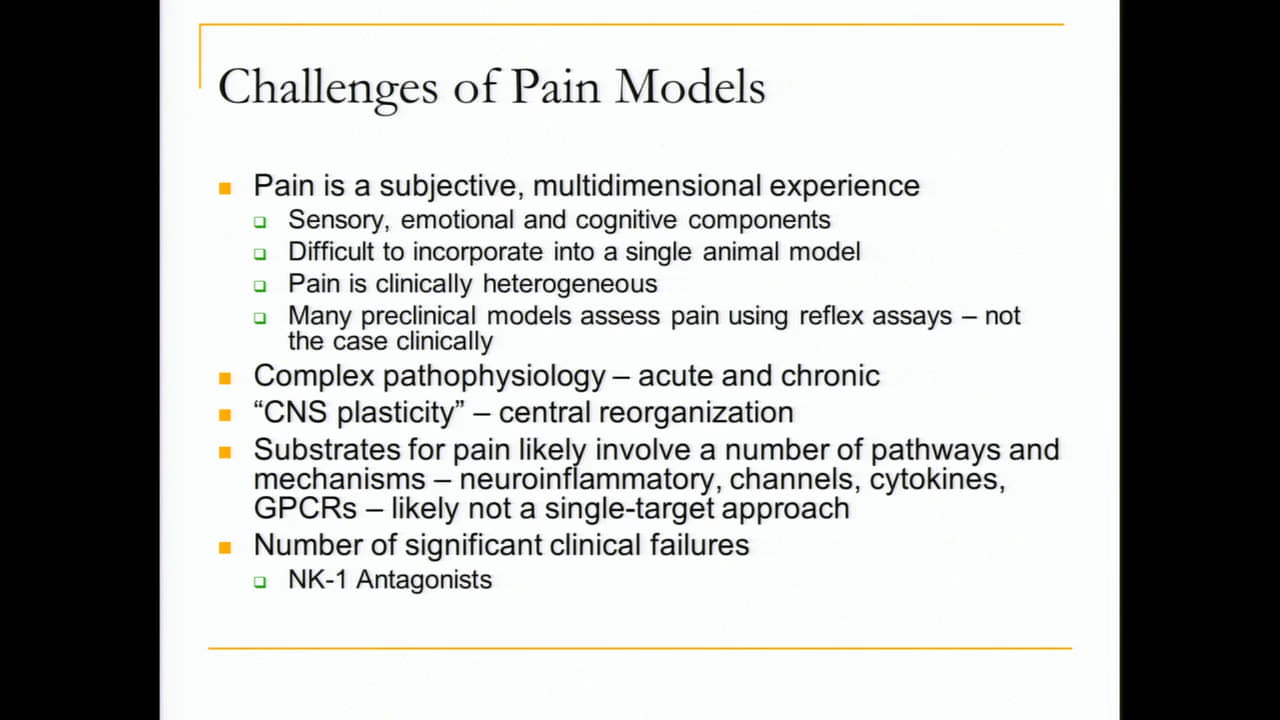 Challenges of Pain Models
Pain is a subjective, multidimensional experience
Sensory, emotional and cognitive components
Difficult to incorporate into a single animal model
Pain is clinically heterogeneous
Many preclinical models assess pain using reflex assays – not
the case clinically
Complex pathophysiology – acute and chronic
“CNS plasticity” – central reorganization
Substrates for pain likely involve a number of pathways and
mechanisms – neuroinflammatory, channels, cytokines,
GPCRs – likely not a single-target approach
Number of significant clinical failures
NK-1 Antagonists